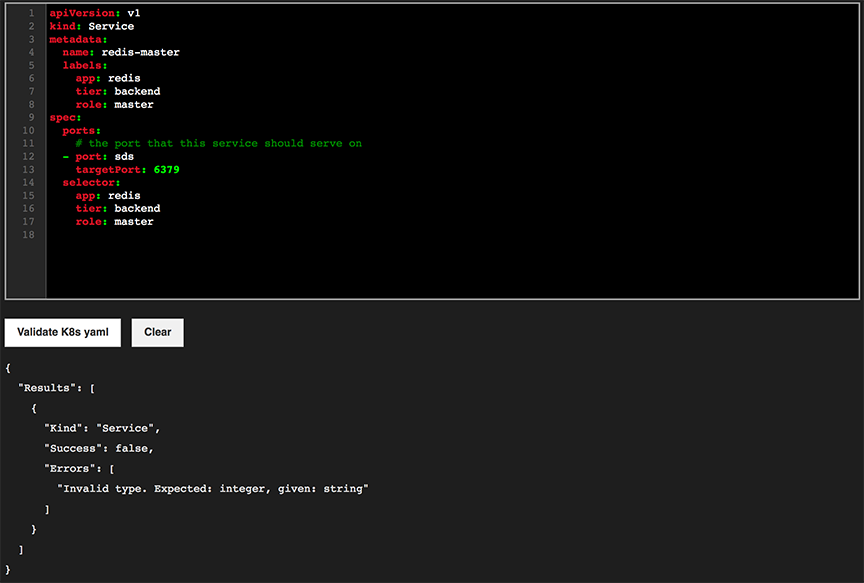 1 apiVersion: v1
2 kind: Service
3 metadata:
4   name: redis-master
5   labels:
6     app: redis
7     tier: backend
8     role: master
9 spec:
10   ports:
11     # the port that this service should serve on
12   - port: sds
13     targetPort: 6379
14   selector:
15     app: redis
16     tier: backend
17     role: master
18
Validate K8s yaml Clear
{
  "Results": [
    {
      "Kind": "Service",
      "Success": false,
      "Errors": [
        "Invalid type. Expected: integer, given: string"
      ]
    }
  ]
}